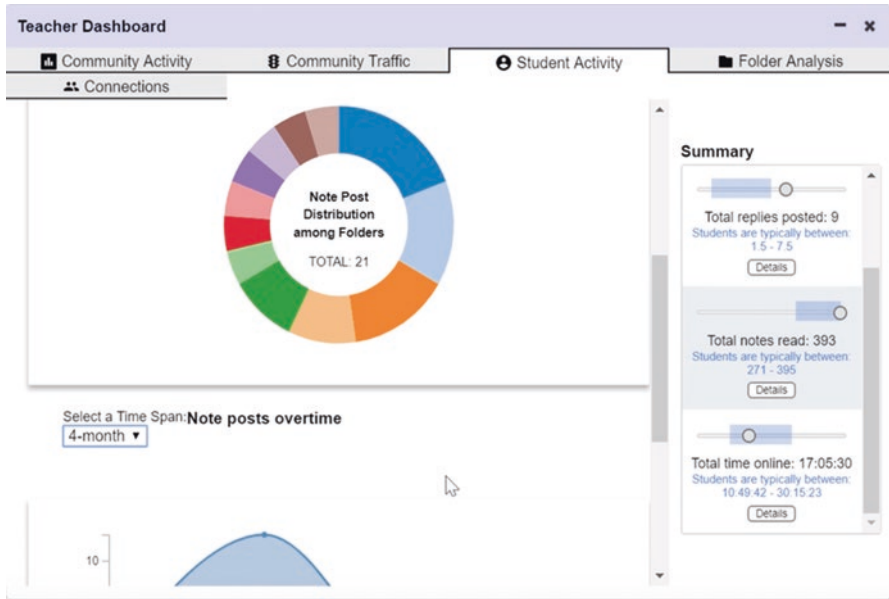 Teacher Dashboard
Community Activity
Community Traffic
Student Activity
Folder Analysis
Connections
Note Post
Distribution
among Folders
TOTAL: 21
Select a Time Span:Note posts overtime
4-month
10
Summary
Total replies posted: 9
Students are typically between:
1.5 - 7.5
Details
Total notes read: 393
Students are typically between:
271 - 395
Details
Total time online: 17:05:30
Students are typically between:
10:49:42 - 30:15:23
Details